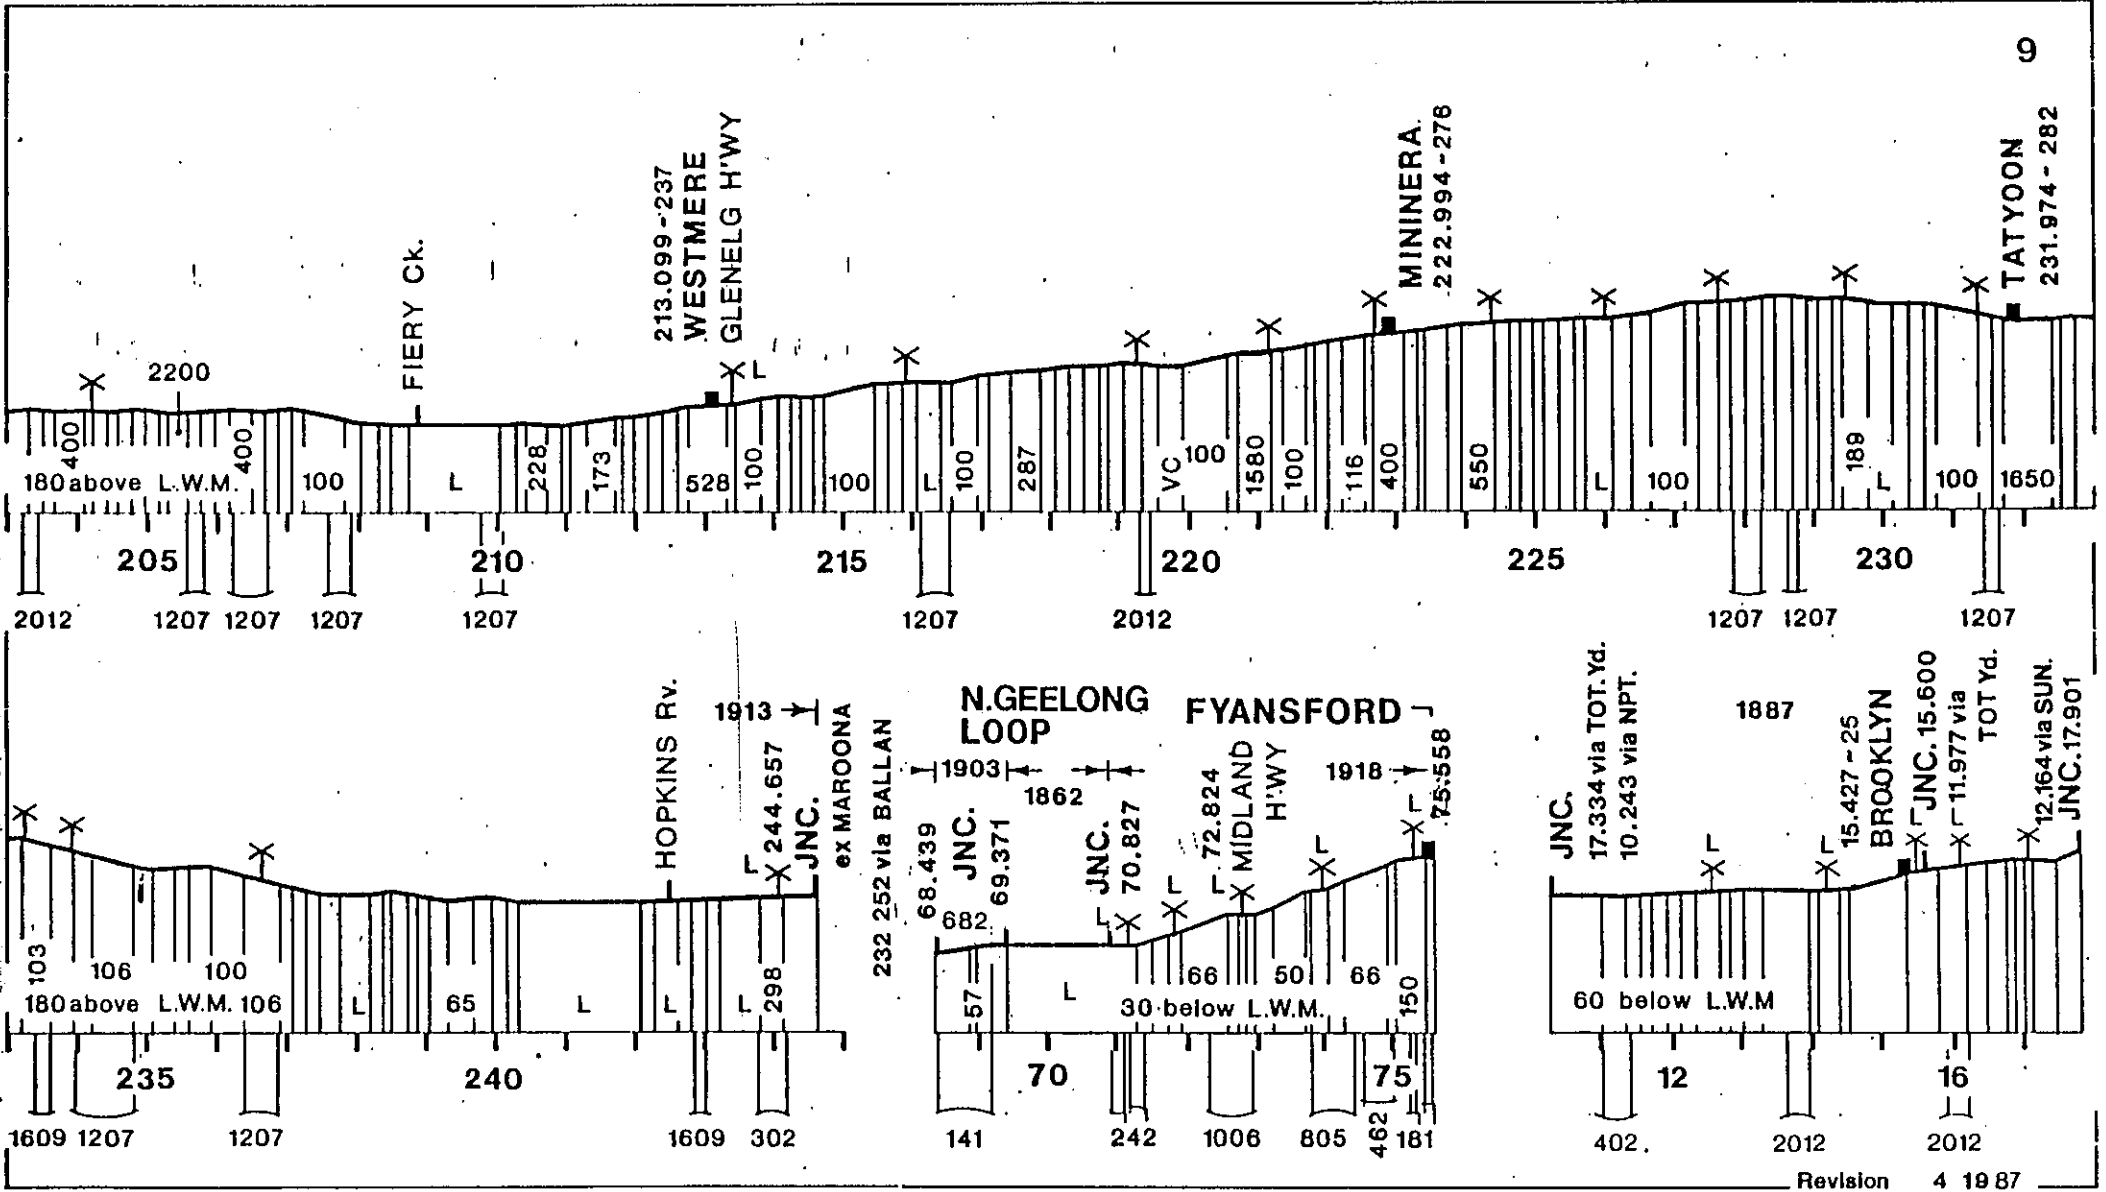 9
213.099-237
WESTMERE
GLENELG H'WY
MININERA
222.994-276
TATYOON
231.974-282
FIERY Ck.
2200
L
400
400
180 above L.W.M.
100
L
228
173
528
100
100
L
100
287
VC
100
1580
100
116
400
550
L
100
189
L
100
1650
205
210
215
220
225
230
2012
1207
1207
1207
1207
1207
2012
1207
1207
1207
HOPKINS Rv.
1913
L
244.657
JNC.
ex MAROONA
232 252 via BALLAN
103
106
100
180 above L.W.M.
106
L
65
L
L
L
298
235
240
1609
1207
1207
1609
302
N.GEELONG
LOOP
FYANSFORD
1903
1862
1918
68.439
JNC.
69.371
JNC.
L
70.827
L
L
72.824
MIDLAND
H'WY
L
L
75.558
682
57
L
66
50
66
150
30 below L.W.M.
70
75
141
242
1006
805
462
181
JNC.
17.334 via TOT.Yd.
10.243 via NPT.
1887
L
L
15.427-25
BROOKLYN
L
JNC.15.600
L
11.977 via
TOT Yd.
12.164 via SUN.
JNC.17.901
60 below L.W.M
12
16
402
2012
2012
Revision 4 1987